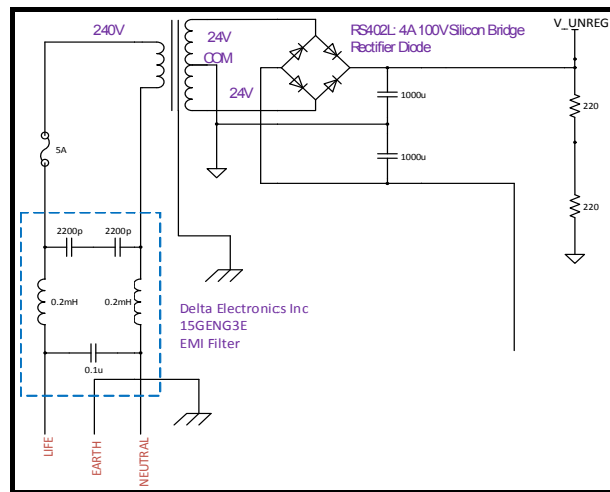 240V
24V
COM
24V
RS402L: 4A 100V Silicon Bridge
Rectifier Diode
V_UNREG
1000u
220
1000u
220
5A
2200p
2200p
0.2mH
0.2mH
0.1u
Delta Electronics Inc
15GENG3E
EMI Filter
LIFE
EARTH
NEUTRAL